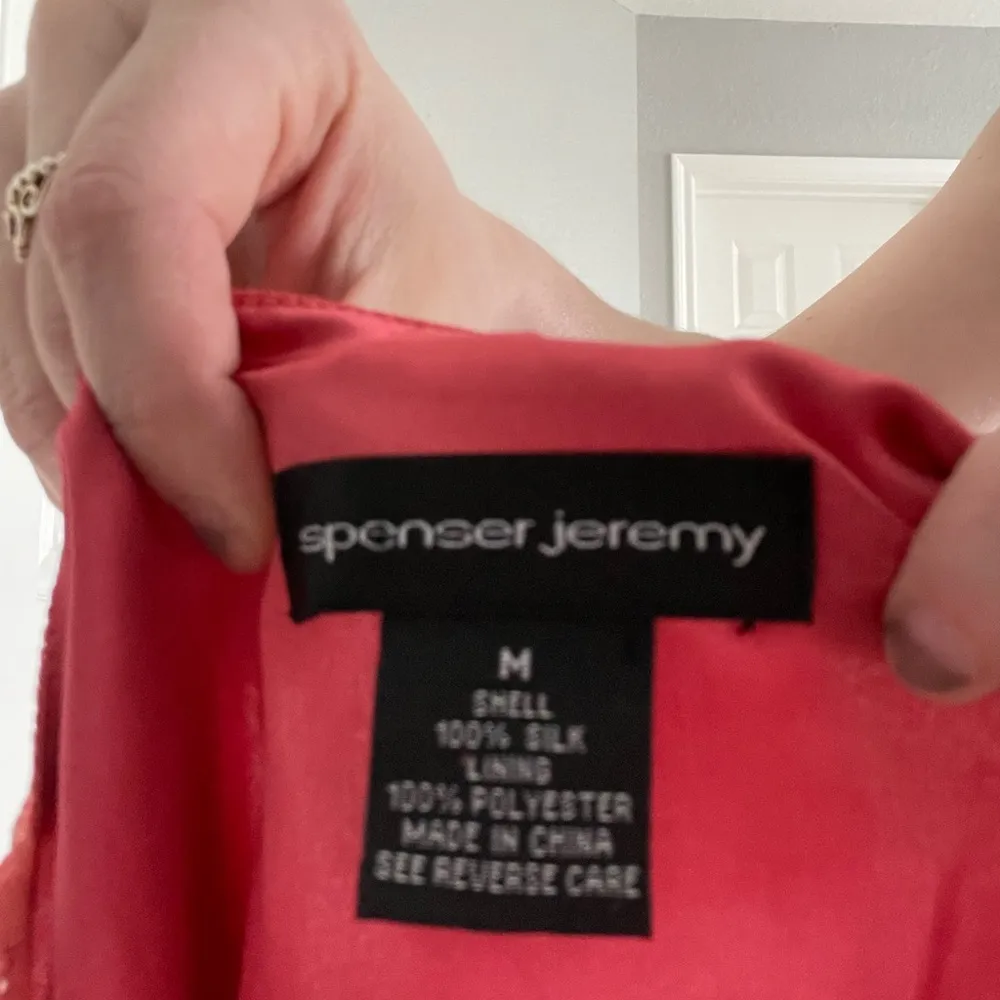 spenser jeremy
M
SHELL
100% SILK
LINING
100% POLYESTER
MADE IN CHINA
SEE REVERSE CARE